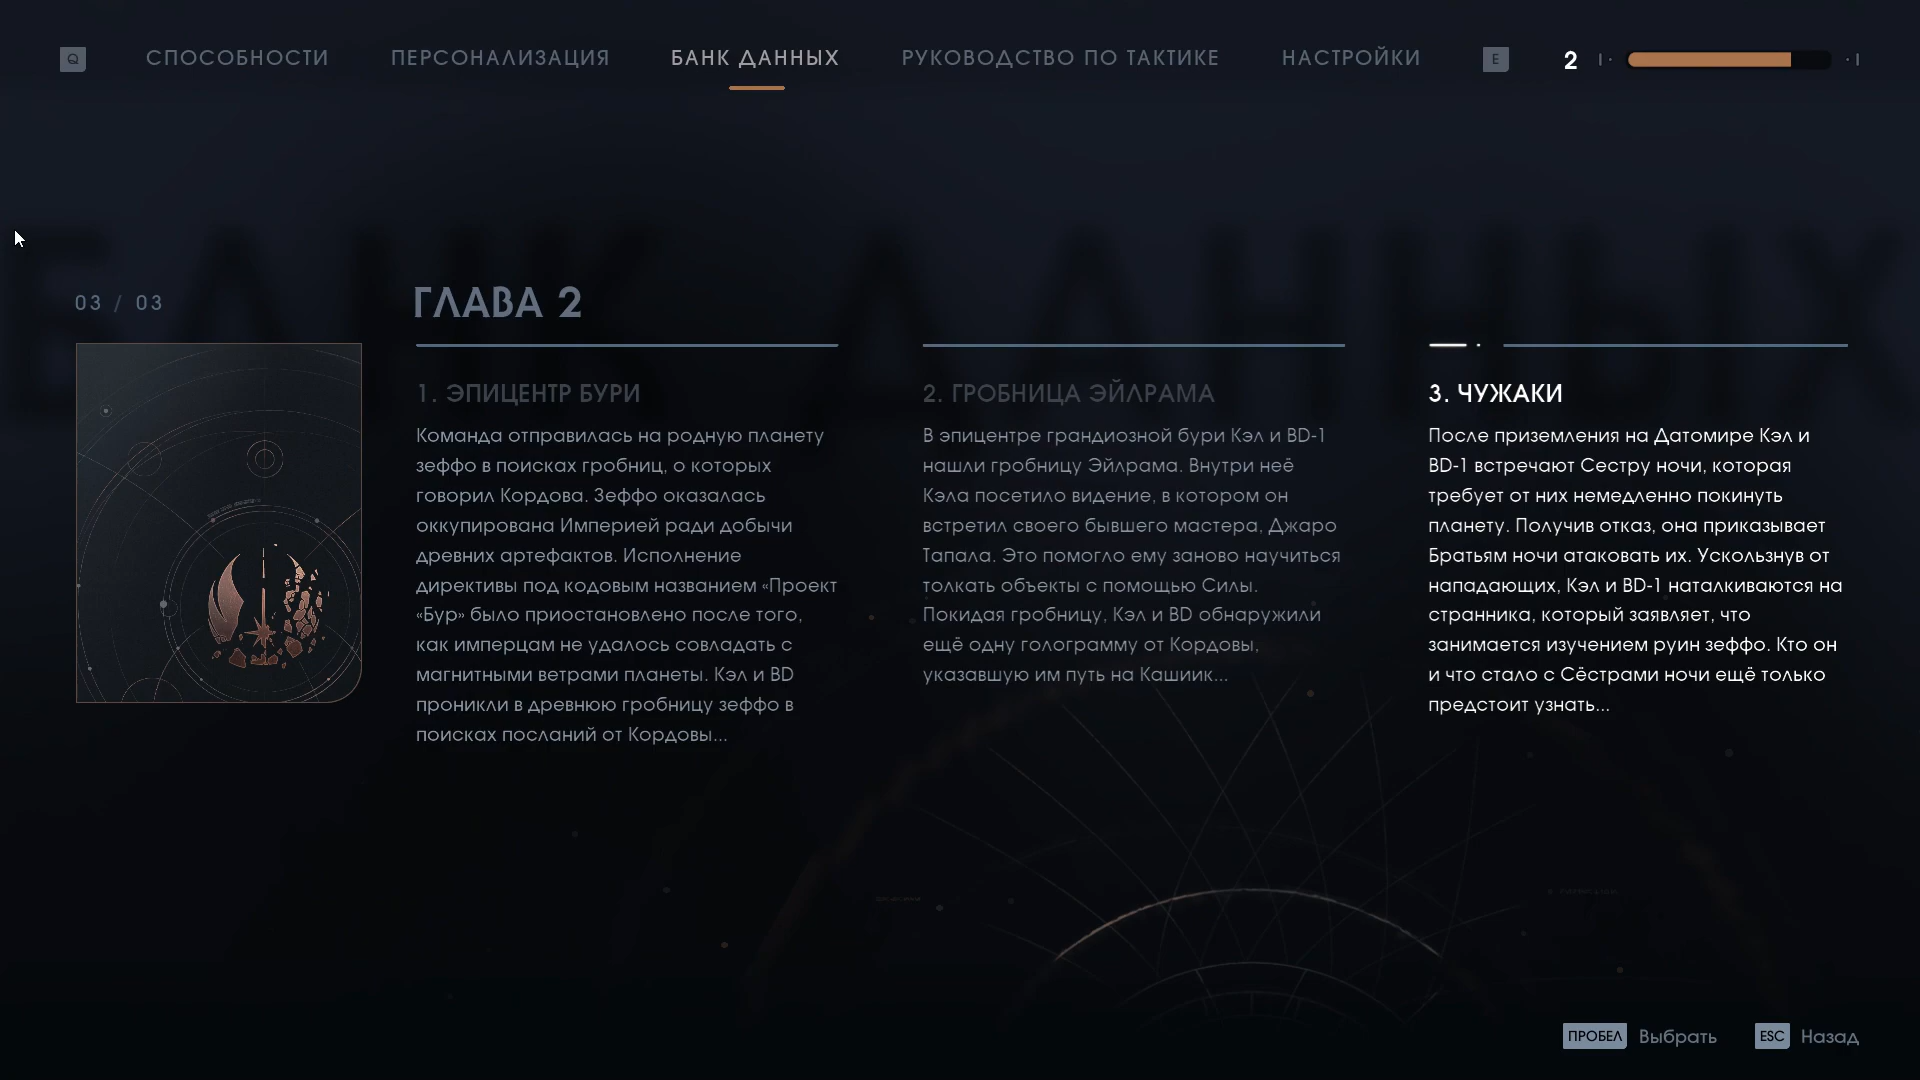 Q
СПОСОБНОСТИ
ПЕРСОНАЛИЗАЦИЯ
БАНК ДАННЫХ
РУКОВОДСТВО ПО ТАКТИКЕ
НАСТРОЙКИ
E
2
БАНК ДАННЫХ
03 / 03
ГЛАВА 2
1. ЭПИЦЕНТР БУРИ
Команда отправилась на родную планету
зеффо в поисках гробниц, о которых
говорил Кордова. Зеффо оказалась
оккупирована Империей ради добычи
древних артефактов. Исполнение
директивы под кодовым названием «Проект
«Бур» было приостановлено после того,
как имперцам не удалось совладать с
магнитными ветрами планеты. Кэл и BD
проникли в древнюю гробницу зеффо в
поисках посланий от Кордовы...
2. ГРОБНИЦА ЭЙЛРАМА
В эпицентре грандиозной бури Кэл и BD-1
нашли гробницу Эйлрама. Внутри неё
Кэла посетило видение, в котором он
встретил своего бывшего мастера, Джаро
Тапала. Это помогло ему заново научиться
толкать объекты с помощью Силы.
Покидая гробницу, Кэл и BD обнаружили
ещё одну голограмму от Кордовы,
указавшую им путь на Кашиик...
3. ЧУЖАКИ
После приземления на Датомире Кэл и
BD-1 встречают Сестру ночи, которая
требует от них немедленно покинуть
планету. Получив отказ, она приказывает
Братьям ночи атаковать их. Ускользнув от
нападающих, Кэл и BD-1 наталкиваются на
странника, который заявляет, что
занимается изучением руин зеффо. Кто он
и что стало с Сёстрами ночи ещё только
предстоит узнать...
ПРОБЕЛ Выбрать
ESC Назад